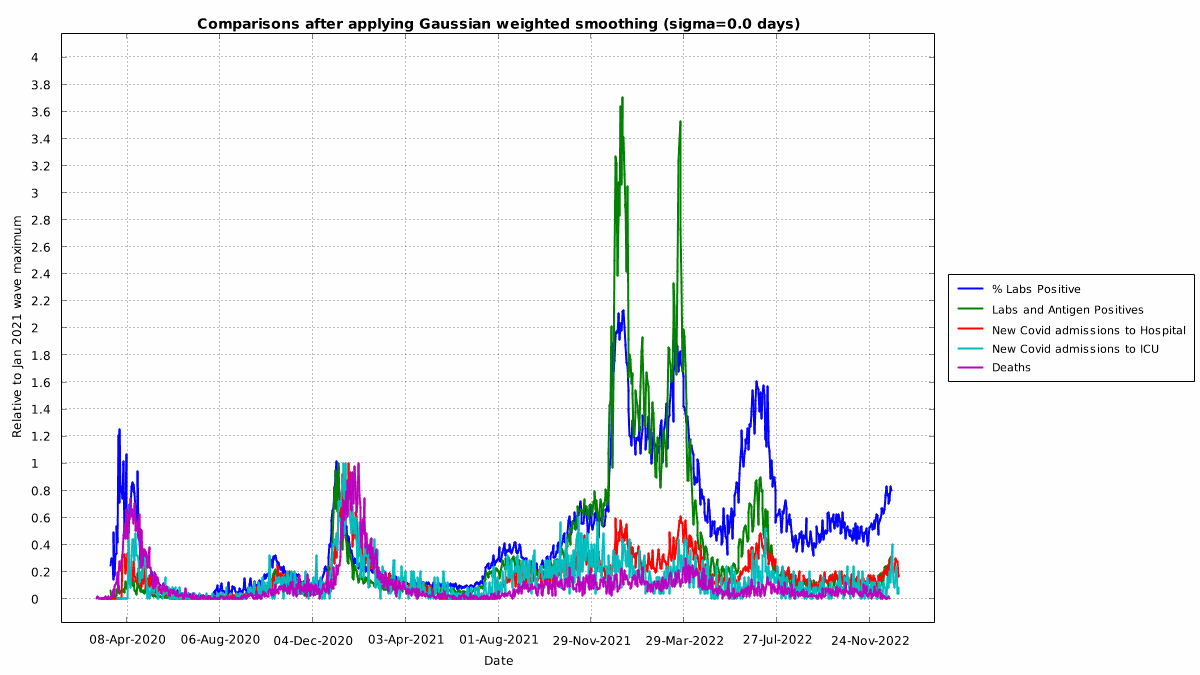 Comparisons after applying Gaussian weighted smoothing (sigma=0.0 days)
4
3.8
3.6
3.4
3.2
3
2.8
2.6
2.4
2.2
2
1.8
1.6
1.4
1.2
1
0.8
0.6
0.4
0.2
0
Relative to Jan 2021 wave maximum
08-Apr-2020 06-Aug-2020 04-Dec-2020 03-Apr-2021 01-Aug-2021 29-Nov-2021 29-Mar-2022 27-Jul-2022 24-Nov-2022
Date
% Labs Positive
Labs and Antigen Positives
New Covid admissions to Hospital
New Covid admissions to ICU
Deaths